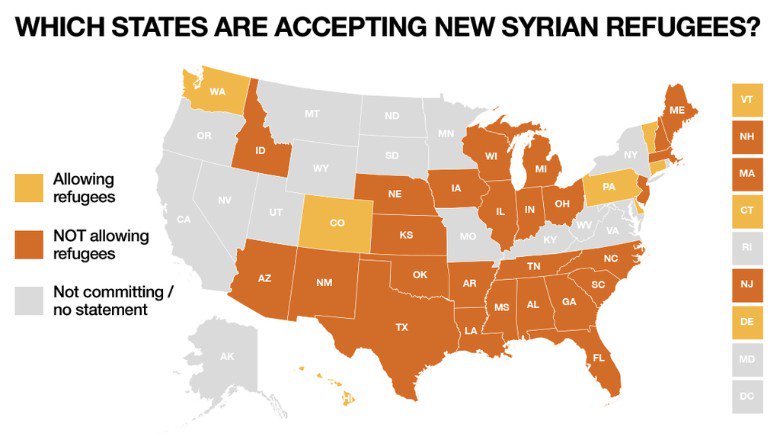 WHICH STATES ARE ACCEPTING NEW SYRIAN REFUGEES?
Allowing
refugees
NOT allowing
refugees
Not committing /
no statement
WA
MT
ND
MN
OR
ID
WY
SD
WI
MI
NY
ME
NE
IA
PA
NV
UT
CO
IL
IN
OH
CA
KS
MO
KY
WV
VA
AZ
NM
OK
AR
TN
NC
SC
TX
LA
MS
AL
GA
FL
AK
HI
VT
NH
MA
CT
RI
NJ
DE
MD
DC